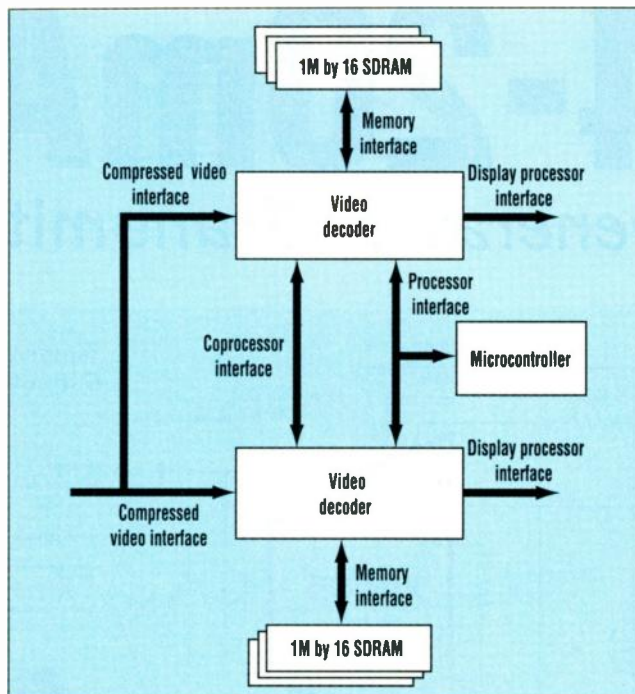 1M by 16 SDRAM
Memory
interface
Compressed video
interface
Display processor
interface
Video
decoder
Processor
interface
Coprocessor
interface
Microcontroller
Display processor
interface
Video
decoder
Compressed
video interface
Memory
interface
1M by 16 SDRAM